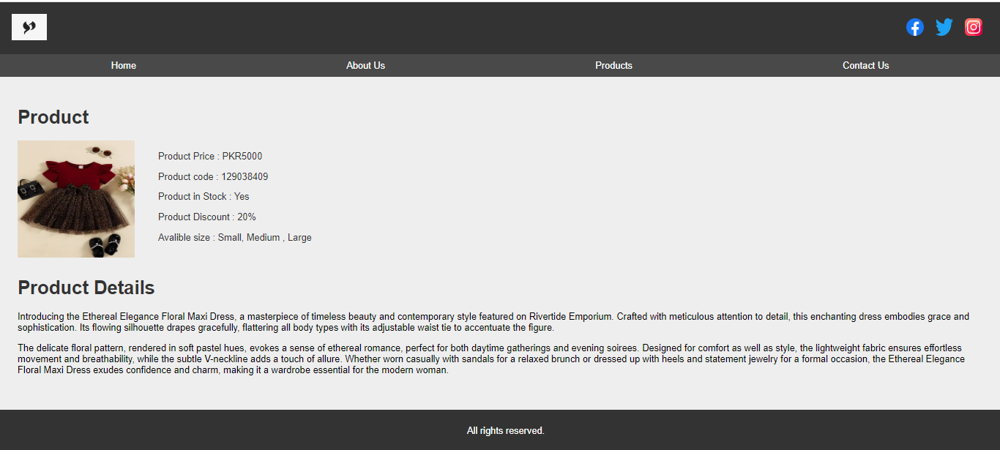 Home
About Us
Products
Contact Us
Product
Product Price : PKR5000
Product code : 129038409
Product in Stock : Yes
Product Discount : 20%
Avalible size : Small, Medium , Large
Product Details
Introducing the Ethereal Elegance Floral Maxi Dress, a masterpiece of timeless beauty and contemporary style featured on Rivertide Emporium. Crafted with meticulous attention to detail, this enchanting dress embodies grace and
sophistication. Its flowing silhouette drapes gracefully, flattering all body types with its adjustable waist tie to accentuate the figure.
The delicate floral pattern, rendered in soft pastel hues, evokes a sense of ethereal romance, perfect for both daytime gatherings and evening soirees. Designed for comfort as well as style, the lightweight fabric ensures effortless
movement and breathability, while the subtle V-neckline adds a touch of allure. Whether worn casually with sandals for a relaxed brunch or dressed up with heels and statement jewelry for a formal occasion, the Ethereal Elegance
Floral Maxi Dress exudes confidence and charm, making it a wardrobe essential for the modern woman.
All rights reserved.